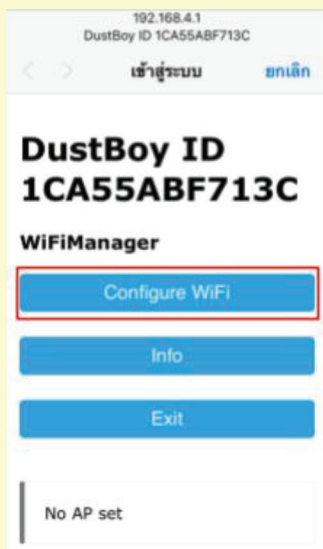 192.168.4.1
DustBoy ID 1CA55ABF713C
< > เข้าสู่ระบบ ยกเลิก
DustBoy ID
1CA55ABF713C
WiFiManager
Configure WiFi
Info
Exit
No AP set